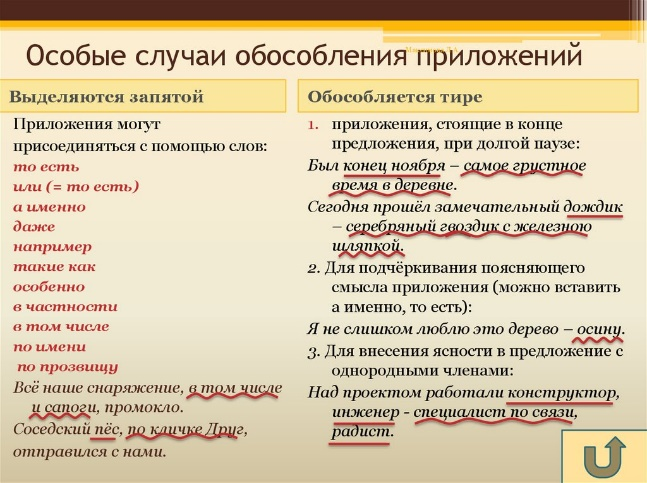 Особые случаи обособления приложений
Выделяются запятой
Приложения могут
присоединяться с помощью слов:
то есть
или (= то есть)
а именно
даже
например
такие как
особенно
в частности
в том числе
по имени
по прозвищу
Всё наше снаряжение, в том числе
и сапоги, промокло.
Соседский пёс, по кличке Друг,
отправился с нами.
Обособляется тире
1. приложения, стоящие в конце
предложения, при долгой паузе:
Был конец ноября – самое грустное
время в деревне.
Сегодня прошёл замечательный дождик
– серебряный гвоздик с железною
шляпкой.
2. Для подчёркивания поясняющего
смысла приложения (можно вставить
а именно, то есть):
Я не слишком люблю это дерево – осину.
3. Для внесения ясности в предложение с
однородными членами:
Над проектом работали конструктор,
инженер - специалист по связи,
радист.